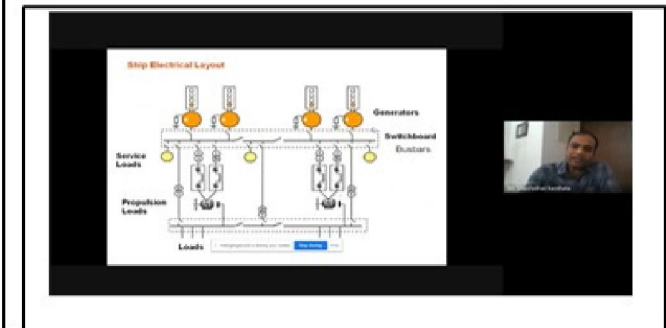 Ship Electrical Layout
Generators
Switchboard
Busbars
Service
Loads
Propulsion
Loads
Loads
Stop sharing